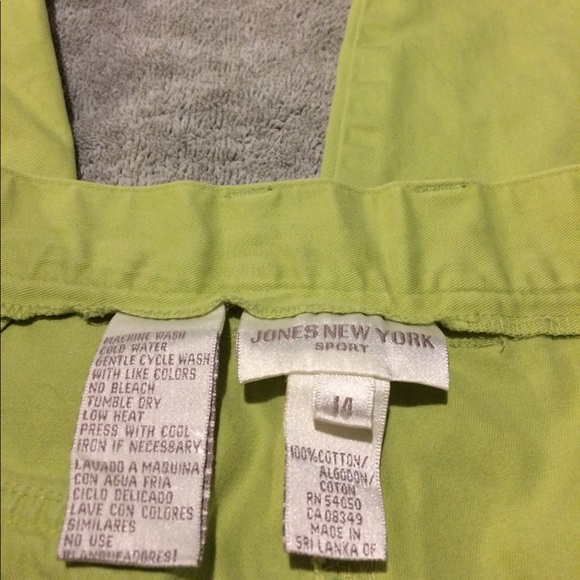 MACHINE WASH
COLD WATER
GENTLE CYCLE WASH
WITH LIKE COLORS
NO BLEACH
TUMBLE DRY
LOW HEAT
PRESS WITH COOL
IRON IF NECESSARY
LAVADO A MAQUINA
CON AGUA FRIA
CICLO DELICADO
LAVE CON COLORES
SIMILARES
NO USE
BLANQUEADORES!
JONES NEW YORK
SPORT
14
100%COTTON/
ALGODON/
COTON
RN 54050
CA 08349
MADE IN
SRI LANKA OF